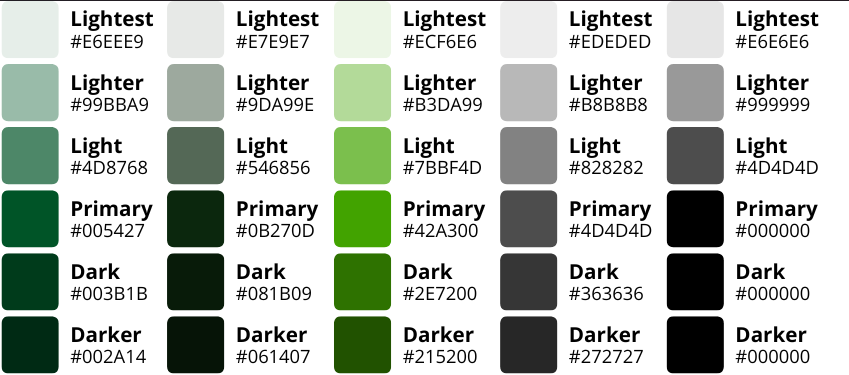 Lightest Lightest Lightest Lightest Lightest
#E6EEE9 #E7E9E7 #ECF6E6 #EDEDED #E6E6E6
Lighter Lighter Lighter Lighter Lighter
#99BBA9 #9DA99E #B3DA99 #B8B8B8 #999999
Light Light Light Light Light
#4D8768 #546856 #7BBF4D #828282 #4D4D4D
Primary Primary Primary Primary Primary
#005427 #0B270D #42A300 #4D4D4D #000000
Dark Dark Dark Dark Dark
#003B1B #081B09 #2E7200 #363636 #000000
Darker Darker Darker Darker Darker
#002A14 #061407 #215200 #272727 #000000